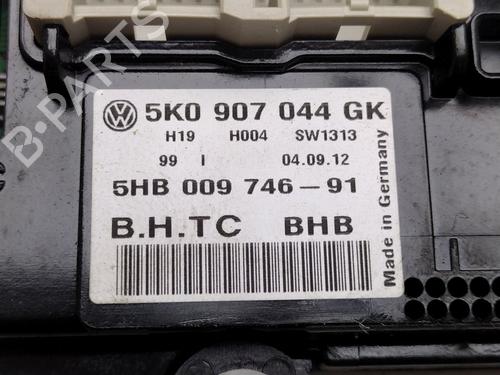 B-PARTS
5K0 907 044 GK
H19 H004 SW1313
99 I 04.09.12
5HB 009 746-91
B.H.TC BHB
Made in Germany